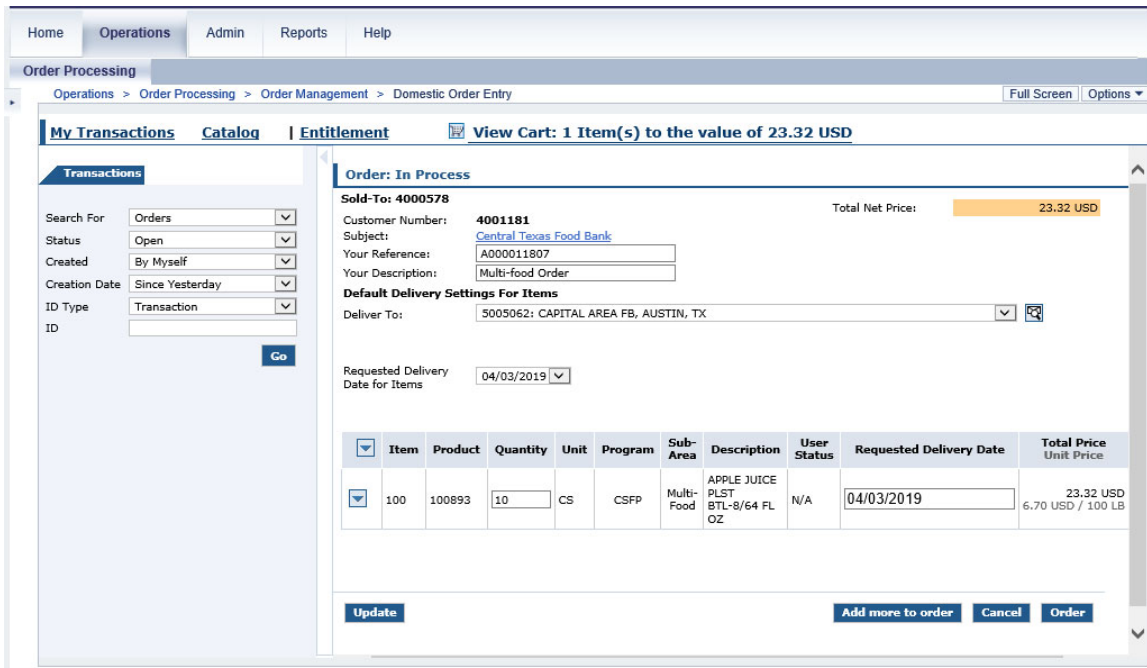 Home Operations Admin Reports Help
Order Processing
Operations > Order Processing > Order Management > Domestic Order Entry Full Screen Options
My Transactions Catalog | Entitlement View Cart: 1 Item(s) to the value of 23.32 USD
Transactions
Search For Orders
Status Open
Created By Myself
Creation Date Since Yesterday
ID Type Transaction
ID
Go
Order: In Process
Sold-To: 4000578
Total Net Price: 23.32 USD
Customer Number: 4001181
Subject: Central Texas Food Bank
Your Reference: A000011807
Your Description: Multi-food Order
Default Delivery Settings For Items
Deliver To: 5005062: CAPITAL AREA FB, AUSTIN, TX
Requested Delivery
Date for Items 04/03/2019
Item Product Quantity Unit Program Sub-Area Description User Status Requested Delivery Date Total Price Unit Price
100 100893 10 CS CSFP Multi-Food APPLE JUICE PLST BTL-8/64 FL OZ N/A 04/03/2019 23.32 USD 6.70 USD / 100 LB
Update Add more to order Cancel Order